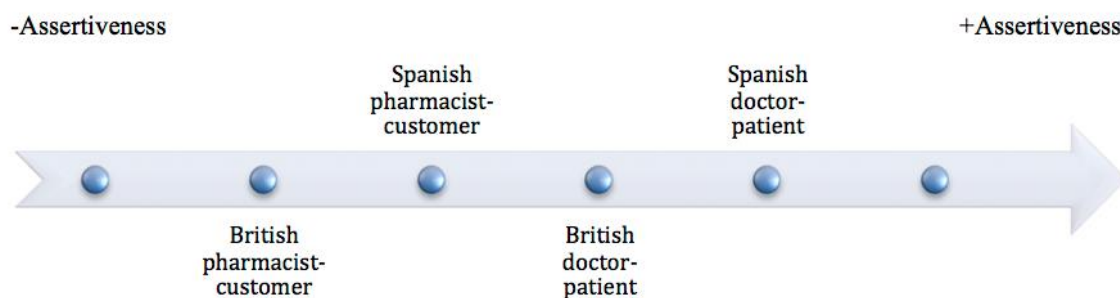 -Assertiveness
+Assertiveness
Spanish
pharmacist-
customer
Spanish
doctor-
patient
British
pharmacist-
customer
British
doctor-
patient